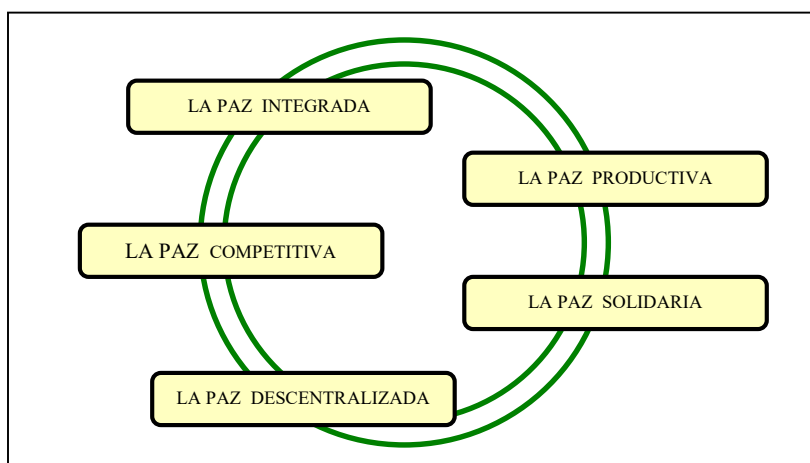 LA PAZ INTEGRADA
LA PAZ PRODUCTIVA
LA PAZ COMPETITIVA
LA PAZ SOLIDARIA
LA PAZ DESCENTRALIZADA